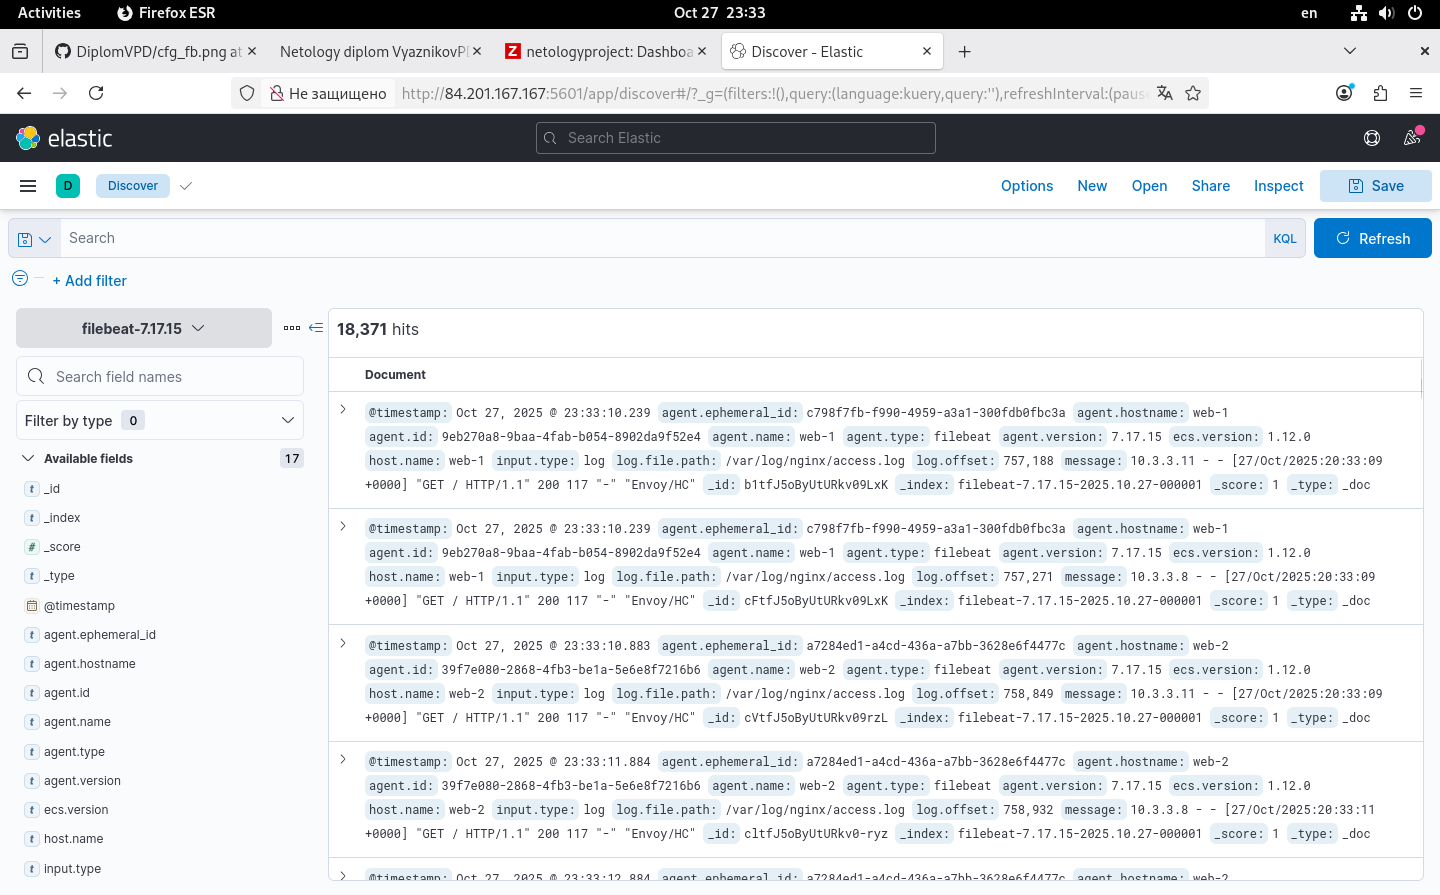 Activities Firefox ESR Oct 27 23:33 en
DiplomVPD/cfg_fb.png at Netology diplom VyaznikovP netologyproject: Dashboa Discover - Elastic
Не защищено http://84.201.167.167:5601/app/discover#/?_g=(filters:!(),query:(language:kuery,query:''),refreshInterval:(paus
elastic Search Elastic
D Discover Options New Open Share Inspect Save
Search KQL Refresh
+ Add filter
filebeat-7.17.15
Search field names
Filter by type 0
Available fields 17
_id
_index
_score
_type
@timestamp
agent.ephemeral_id
agent.hostname
agent.id
agent.name
agent.type
agent.version
ecs.version
host.name
input.type
18,371 hits
Document
@timestamp: Oct 27, 2025 @ 23:33:10.239 agent.ephemeral_id: c798f7fb-f990-4959-a3a1-300fdb0fbc3a agent.hostname: web-1
agent.id: 9eb270a8-9baa-4fab-b054-8902da9f52e4 agent.name: web-1 agent.type: filebeat agent.version: 7.17.15 ecs.version: 1.12.0
host.name: web-1 input.type: log log.file.path: /var/log/nginx/access.log log.offset: 757,188 message: 10.3.3.11 - - [27/Oct/2025:20:33:09
+0000] "GET / HTTP/1.1" 200 117 "-" "Envoy/HC" _id: b1tfJ5oByUtURkv09LxK _index: filebeat-7.17.15-2025.10.27-000001 _score: 1 _type: _doc
@timestamp: Oct 27, 2025 @ 23:33:10.239 agent.ephemeral_id: c798f7fb-f990-4959-a3a1-300fdb0fbc3a agent.hostname: web-1
agent.id: 9eb270a8-9baa-4fab-b054-8902da9f52e4 agent.name: web-1 agent.type: filebeat agent.version: 7.17.15 ecs.version: 1.12.0
host.name: web-1 input.type: log log.file.path: /var/log/nginx/access.log log.offset: 757,271 message: 10.3.3.8 - - [27/Oct/2025:20:33:09
+0000] "GET / HTTP/1.1" 200 117 "-" "Envoy/HC" _id: cFtfJ5oByUtURkv09LxK _index: filebeat-7.17.15-2025.10.27-000001 _score: 1 _type: _doc
@timestamp: Oct 27, 2025 @ 23:33:10.883 agent.ephemeral_id: a7284ed1-a4cd-436a-a7bb-3628e6f4477c agent.hostname: web-2
agent.id: 39f7e080-2868-4fb3-be1a-5e6e8f7216b6 agent.name: web-2 agent.type: filebeat agent.version: 7.17.15 ecs.version: 1.12.0
host.name: web-2 input.type: log log.file.path: /var/log/nginx/access.log log.offset: 758,849 message: 10.3.3.11 - - [27/Oct/2025:20:33:09
+0000] "GET / HTTP/1.1" 200 117 "-" "Envoy/HC" _id: cVtfJ5oByUtURkv09rzL _index: filebeat-7.17.15-2025.10.27-000001 _score: 1 _type: _doc
@timestamp: Oct 27, 2025 @ 23:33:11.884 agent.ephemeral_id: a7284ed1-a4cd-436a-a7bb-3628e6f4477c agent.hostname: web-2
agent.id: 39f7e080-2868-4fb3-be1a-5e6e8f7216b6 agent.name: web-2 agent.type: filebeat agent.version: 7.17.15 ecs.version: 1.12.0
host.name: web-2 input.type: log log.file.path: /var/log/nginx/access.log log.offset: 758,932 message: 10.3.3.8 - - [27/Oct/2025:20:33:11
+0000] "GET / HTTP/1.1" 200 117 "-" "Envoy/HC" _id: cltfJ5oByUtURkv0-ryz _index: filebeat-7.17.15-2025.10.27-000001 _score: 1 _type: _doc
@timestamp: Oct 27, 2025 @ 23:33:12.884 agent.ephemeral_id: a7284ed1-a4cd-436a-a7bb-3628e6f4477c agent.hostname: web-2